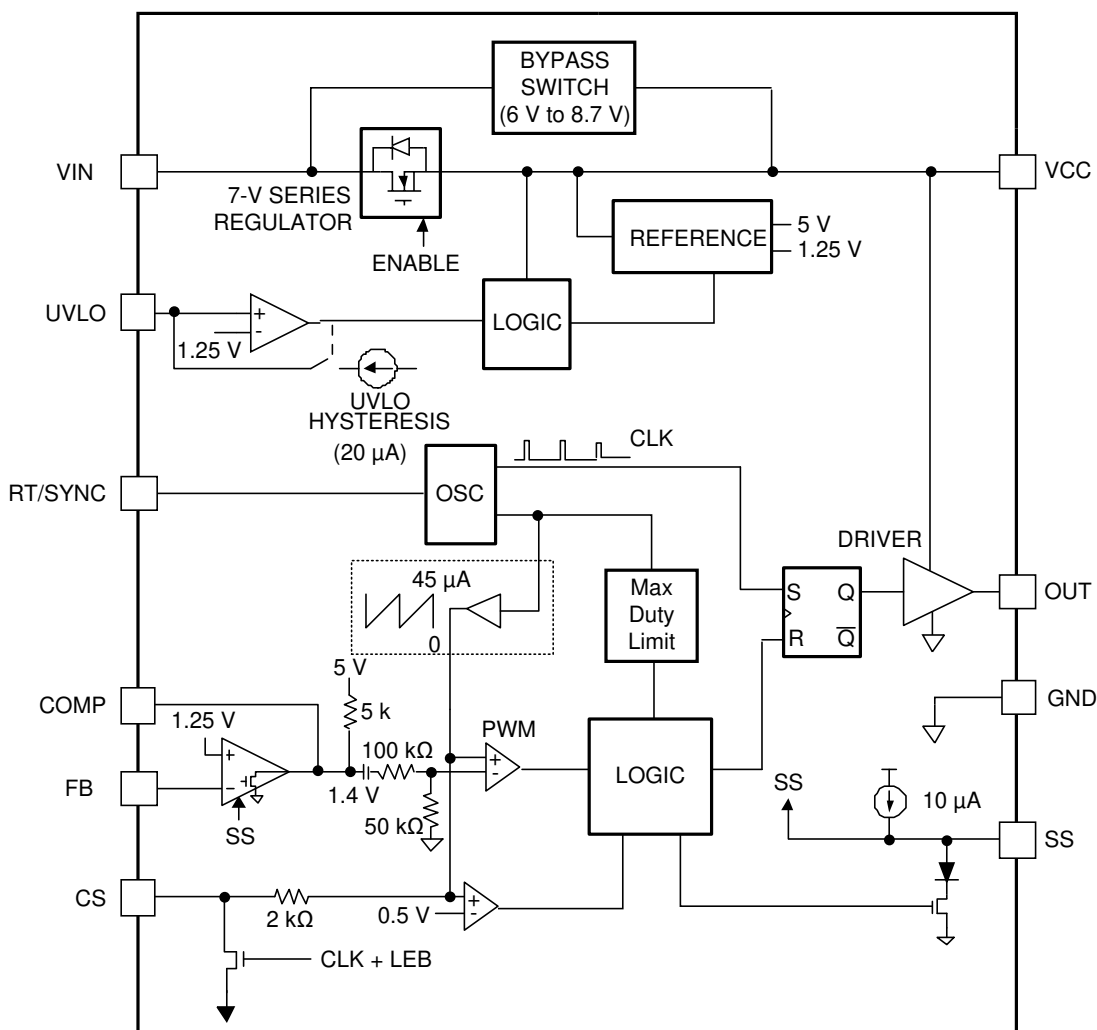 BYPASS
SWITCH
(6 V to 8.7 V)
VIN
VCC
7-V SERIES
REGULATOR
ENABLE
REFERENCE
5 V
1.25 V
UVLO
+
-
1.25 V
LOGIC
UVLO
HYSTERESIS
(20 µA)
CLK
RT/SYNC
OSC
DRIVER
45 µA
0
Max
Duty
Limit
S Q
R Q̅
OUT
5 V
5 k
COMP
GND
1.25 V
+
-
PWM
100 kΩ
+
-
LOGIC
FB
1.4 V
SS
50 kΩ
SS
10 µA
SS
CS
2 kΩ
+
-
0.5 V
CLK + LEB